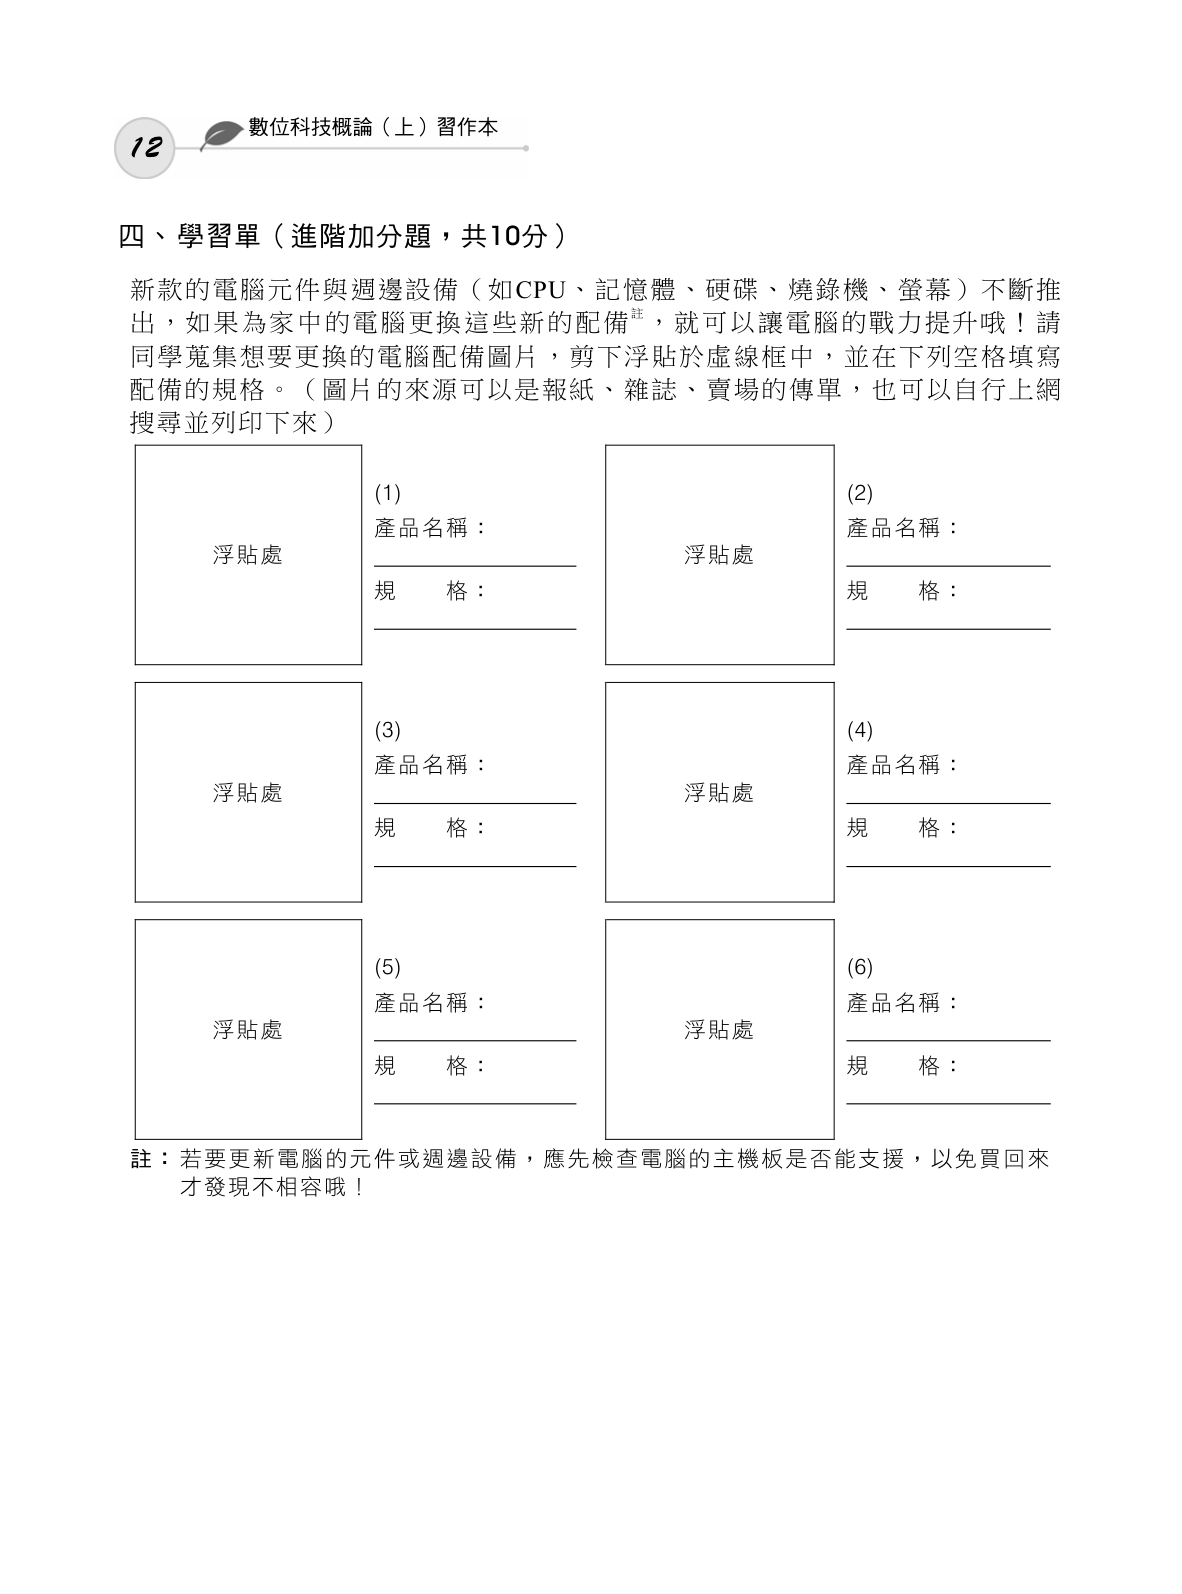 12
數位科技概論（上）習作本
四、學習單（進階加分題，共10分）
新款的電腦元件與週邊設備（如CPU、記憶體、硬碟、燒錄機、螢幕）不斷推
出，如果為家中的電腦更換這些新的配備註，就可以讓電腦的戰力提升哦！請
同學蒐集想要更換的電腦配備圖片，剪下浮貼於虛線框中，並在下列空格填寫
配備的規格。（圖片的來源可以是報紙、雜誌、賣場的傳單，也可以自行上網
搜尋並列印下來）
浮貼處
(1)
產品名稱：
規　　格：
浮貼處
(2)
產品名稱：
規　　格：
浮貼處
(3)
產品名稱：
規　　格：
浮貼處
(4)
產品名稱：
規　　格：
浮貼處
(5)
產品名稱：
規　　格：
浮貼處
(6)
產品名稱：
規　　格：
註：若要更新電腦的元件或週邊設備，應先檢查電腦的主機板是否能支援，以免買回來
才發現不相容哦！